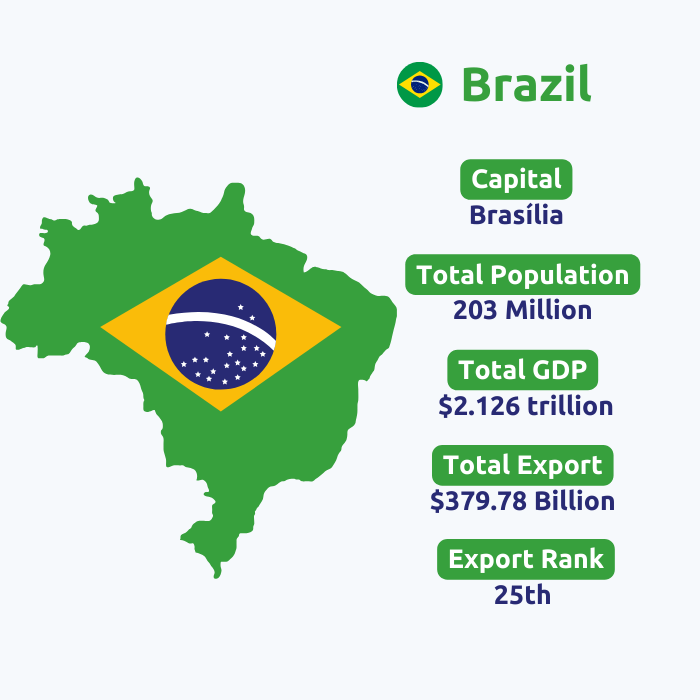 Brazil
Capital
Brasília
Total Population
203 Million
Total GDP
$2.126 trillion
Total Export
$379.78 Billion
Export Rank
25th